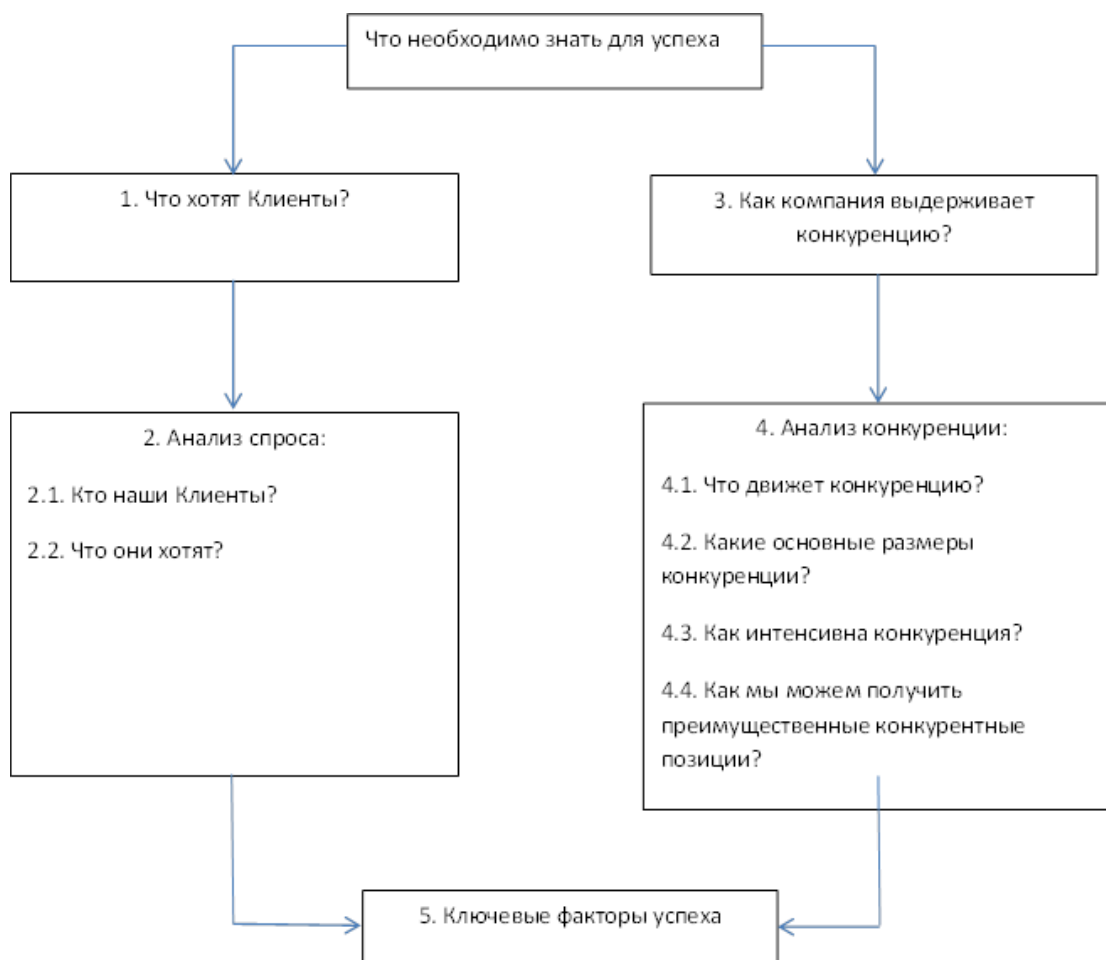 Что необходимо знать для успеха
1. Что хотят Клиенты?
3. Как компания выдерживает
конкуренцию?
2. Анализ спроса:
2.1. Кто наши Клиенты?
2.2. Что они хотят?
4. Анализ конкуренции:
4.1. Что движет конкуренцию?
4.2. Какие основные размеры
конкуренции?
4.3. Как интенсивна конкуренция?
4.4. Как мы можем получить
преимущественные конкурентные
позиции?
5. Ключевые факторы успеха